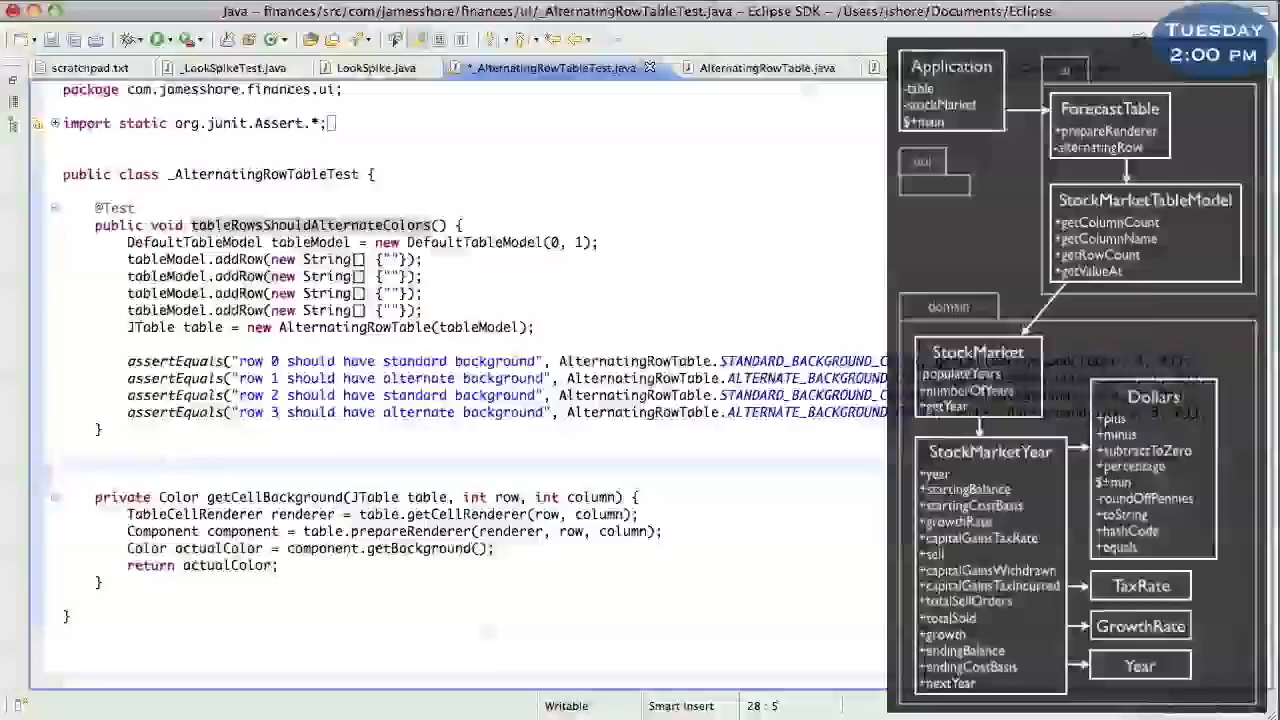 Java – finances/src/com/jamesshore/finances/ui/_AlternatingRowTableTest.java – Eclipse SDK – /Users/jshore/Documents/Eclipse
TUESDAY
2:00 PM
scratchpad.txt
_LookSpikeTest.java
LookSpike.java
*_AlternatingRowTableTest.java
AlternatingRowTable.java
package com.jamesshore.finances.ui;
import static org.junit.Assert.*;
public class _AlternatingRowTableTest {
@Test
public void tableRowsShouldAlternateColors() {
DefaultTableModel tableModel = new DefaultTableModel(0, 1);
tableModel.addRow(new String[] {""});
tableModel.addRow(new String[] {""});
tableModel.addRow(new String[] {""});
tableModel.addRow(new String[] {""});
JTable table = new AlternatingRowTable(tableModel);
assertEquals("row 0 should have standard background", AlternatingRowTable.STANDARD_BACKGROUND_C
assertEquals("row 1 should have alternate background", AlternatingRowTable.ALTERNATE_BACKGROUND_
assertEquals("row 2 should have standard background", AlternatingRowTable.STANDARD_BACKGROUND_C
assertEquals("row 3 should have alternate background", AlternatingRowTable.ALTERNATE_BACKGROUND_
}
private Color getCellBackground(JTable table, int row, int column) {
TableCellRenderer renderer = table.getCellRenderer(row, column);
Component component = table.prepareRenderer(renderer, row, column);
Color actualColor = component.getBackground();
return actualColor;
}
}
Writable
Smart Insert
28 : 5
Application
-table
-stockMarket
$+main
ui
ForecastTable
+prepareRenderer
-alternatingRow
StockMarketTableModel
+getColumnCount
+getColumnName
+getRowCount
+getValueAt
domain
StockMarket
-populateYears
+numberOfYears
+getYear
StockMarketYear
+year
+startingBalance
+startingCostBasis
+growthRate
+capitalGainsTaxRate
+sell
+capitalGainsWithdrawn
+capitalGainsTaxIncurred
+totalSellOrders
+totalSold
+growth
+endingBalance
+endingCostBasis
+nextYear
Dollars
+plus
+minus
+subtractToZero
+percentage
$+min
-roundOffPennies
+toString
+hashCode
+equals
TaxRate
GrowthRate
Year